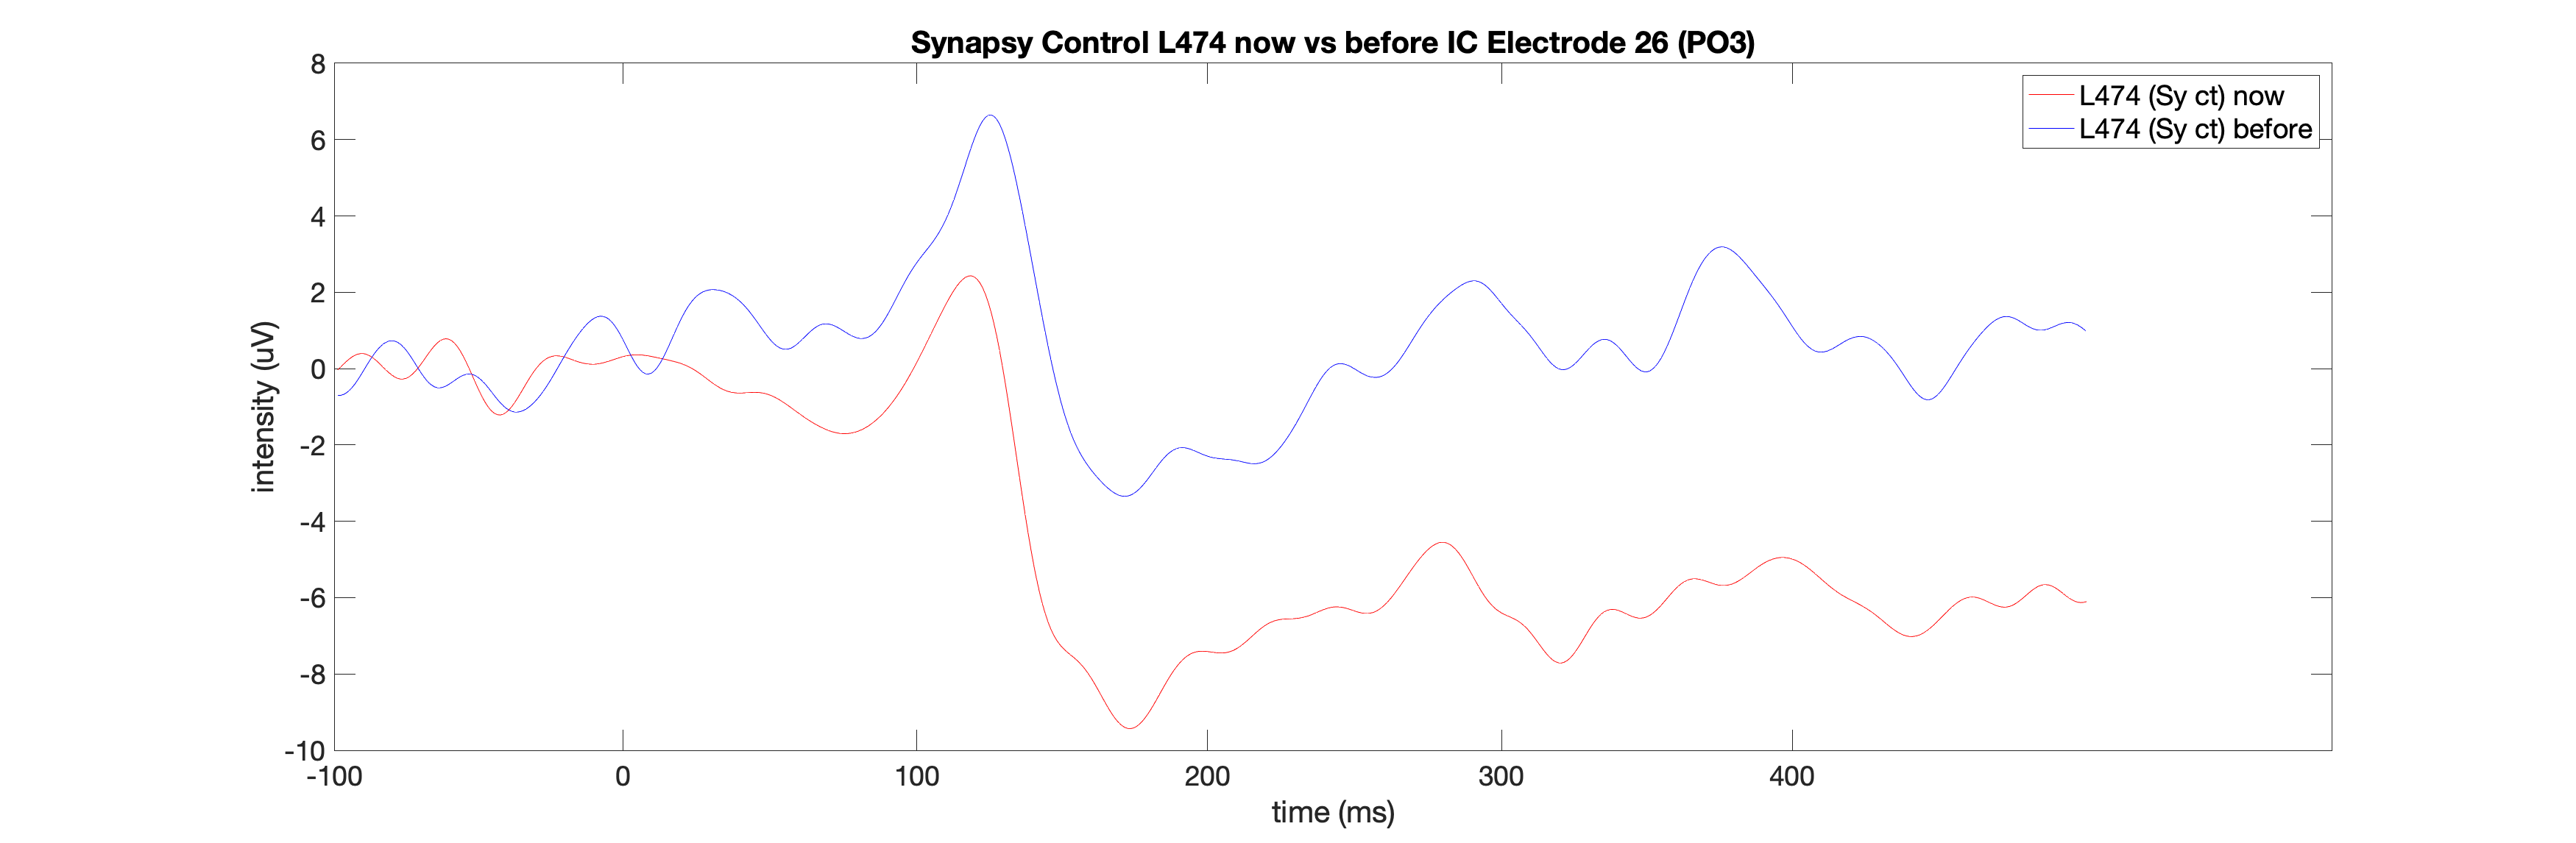 Synapsy Control L474 now vs before IC Electrode 26 (PO3)
L474 (Sy ct) now
L474 (Sy ct) before
8
6
4
2
0
-2
-4
-6
-8
-10
intensity (uV)
-100 0 100 200 300 400
time (ms)